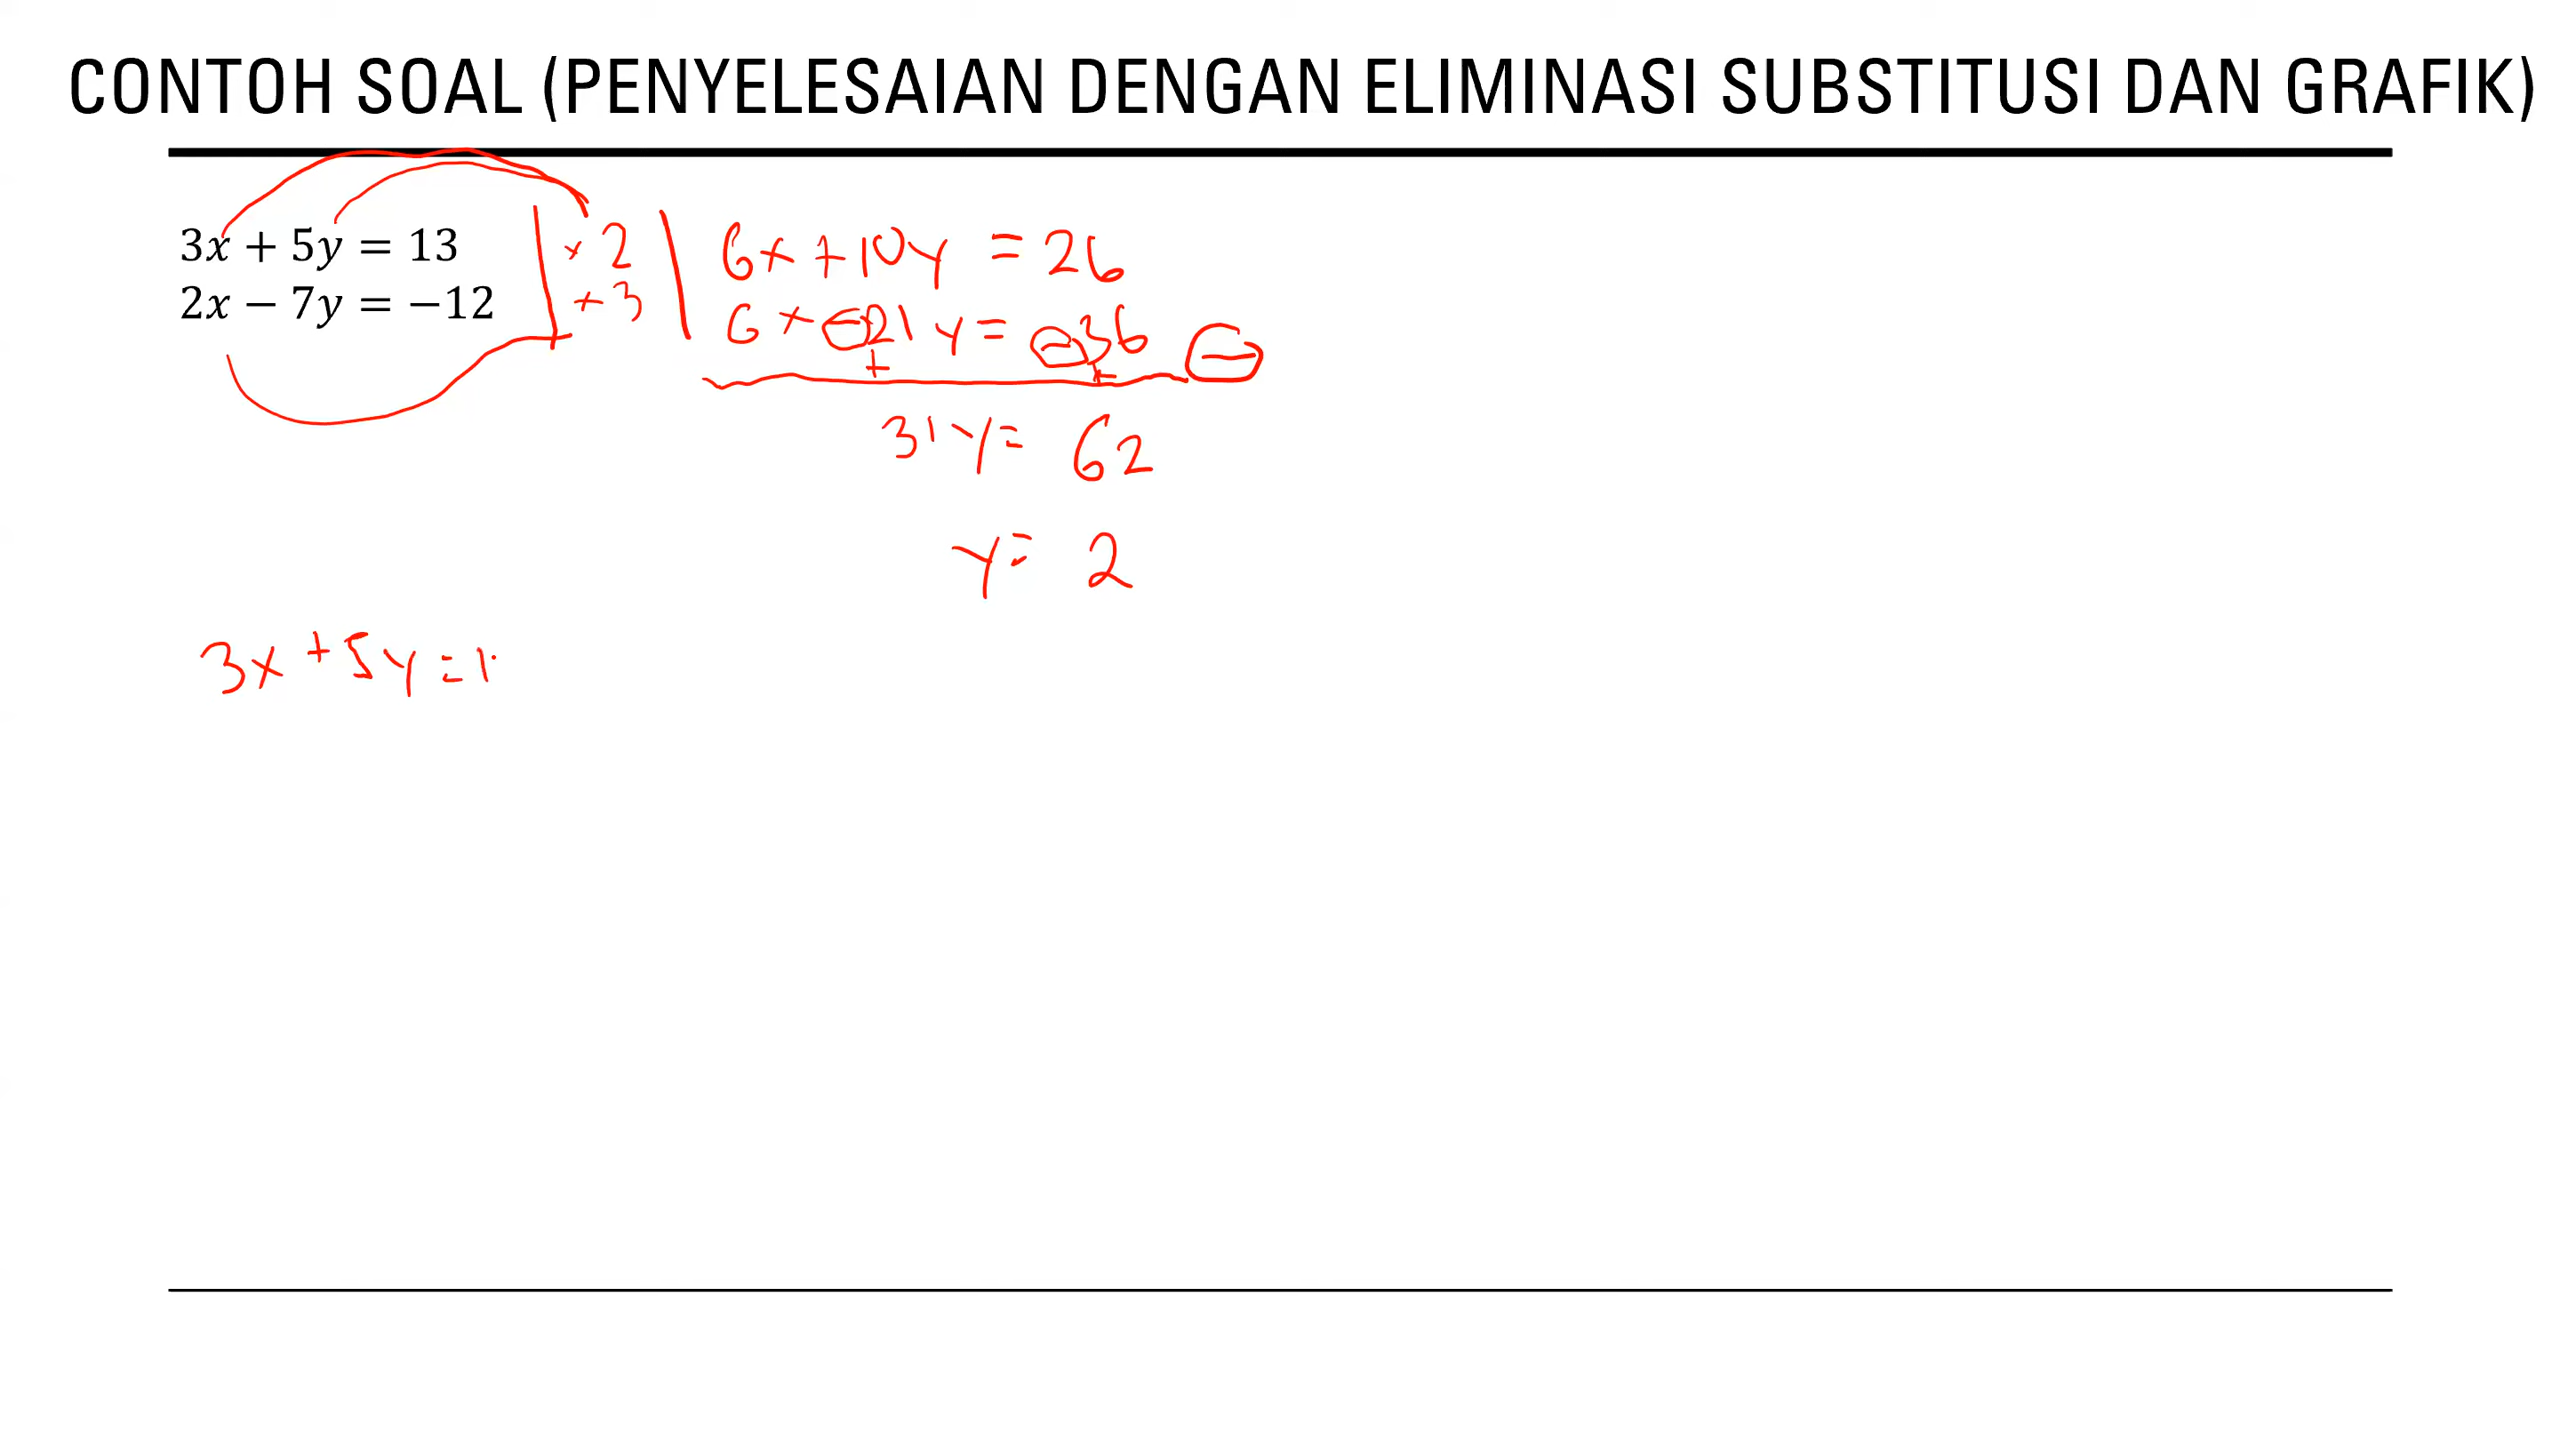 CONTOH SOAL (PENYELESAIAN DENGAN ELIMINASI SUBSTITUSI DAN GRAFIK)
3x + 5y = 13 | × 2 | 6x + 10y = 26
2x − 7y = −12 | × 3 | 6x − 21y = −36 −
+ +
31y = 62
y = 2
3x + 5y = 1